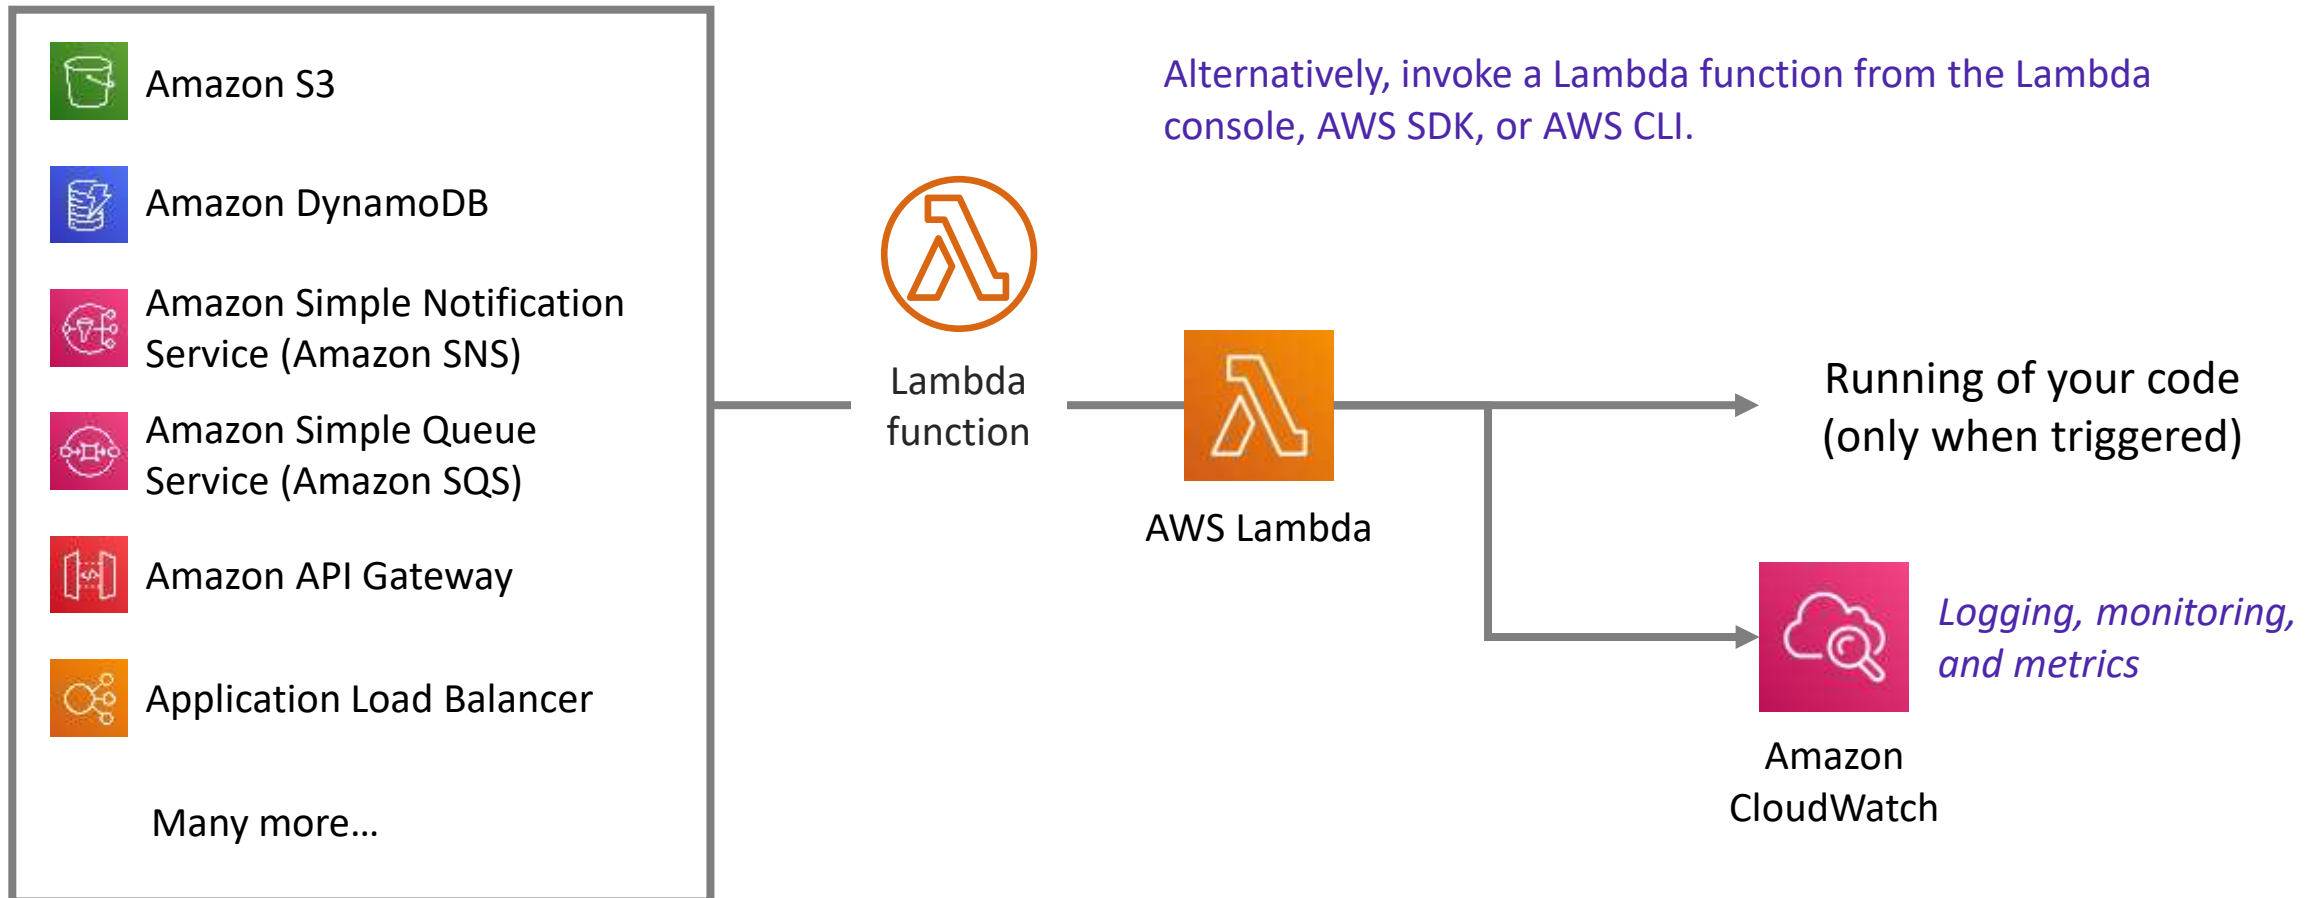 Amazon S3
Amazon DynamoDB
Amazon Simple Notification
Service (Amazon SNS)
Amazon Simple Queue
Service (Amazon SQS)
Amazon API Gateway
Application Load Balancer
Many more…
Alternatively, invoke a Lambda function from the Lambda
console, AWS SDK, or AWS CLI.
Lambda
function
AWS Lambda
Running of your code
(only when triggered)
Logging, monitoring,
and metrics
Amazon
CloudWatch